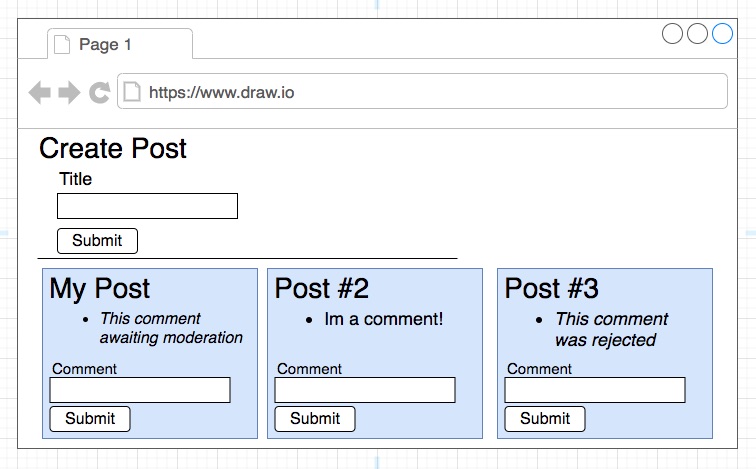 Page 1
https://www.draw.io
Create Post
Title
Submit
My Post
• This comment
awaiting moderation
Comment
Submit
Post #2
• Im a comment!
Comment
Submit
Post #3
• This comment
was rejected
Comment
Submit